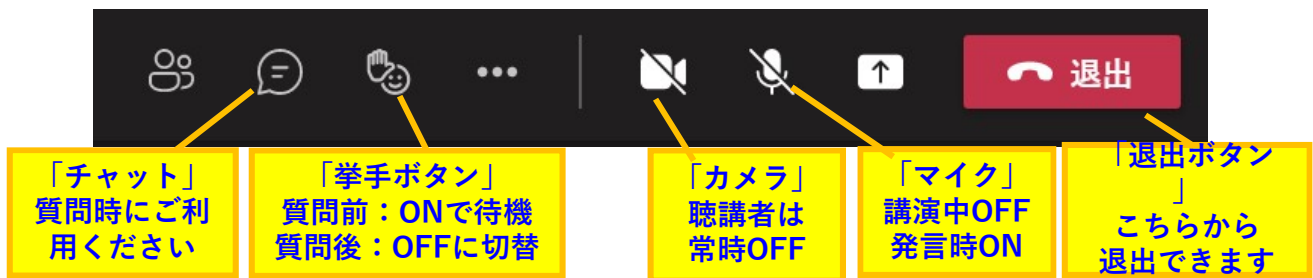 退出
「チャット」
質問時にご利
用ください
「挙手ボタン」
質問前：ONで待機
質問後：OFFに切替
「カメラ」
聴講者は
常時OFF
「マイク」
講演中OFF
発言時ON
「退出ボタン
」
こちらから
退出できます